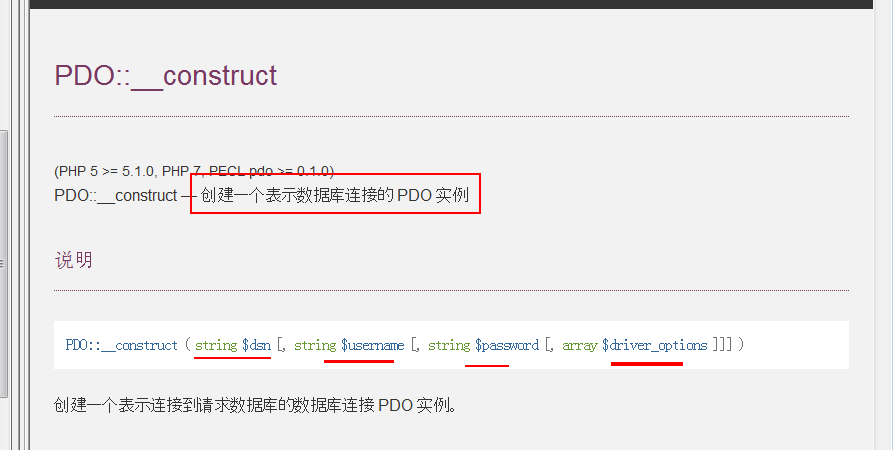 PDO::__construct
(PHP 5 >= 5.1.0, PHP 7, PECL pdo >= 0.1.0)
PDO::__construct — 创建一个表示数据库连接的 PDO 实例
说明
PDO::__construct ( string $dsn [, string $username [, string $password [, array $driver_options ]]] )
创建一个表示连接到请求数据库的数据库连接 PDO 实例。